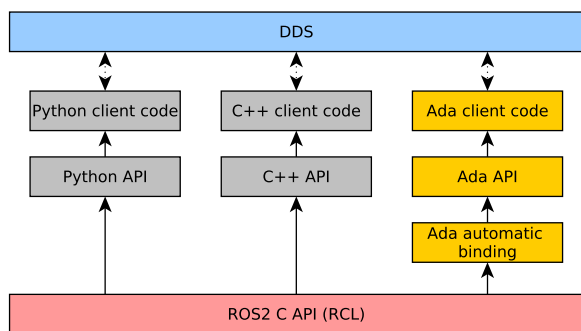 DDS
Python client code
C++ client code
Ada client code
Python API
C++ API
Ada API
Ada automatic
binding
ROS2 C API (RCL)